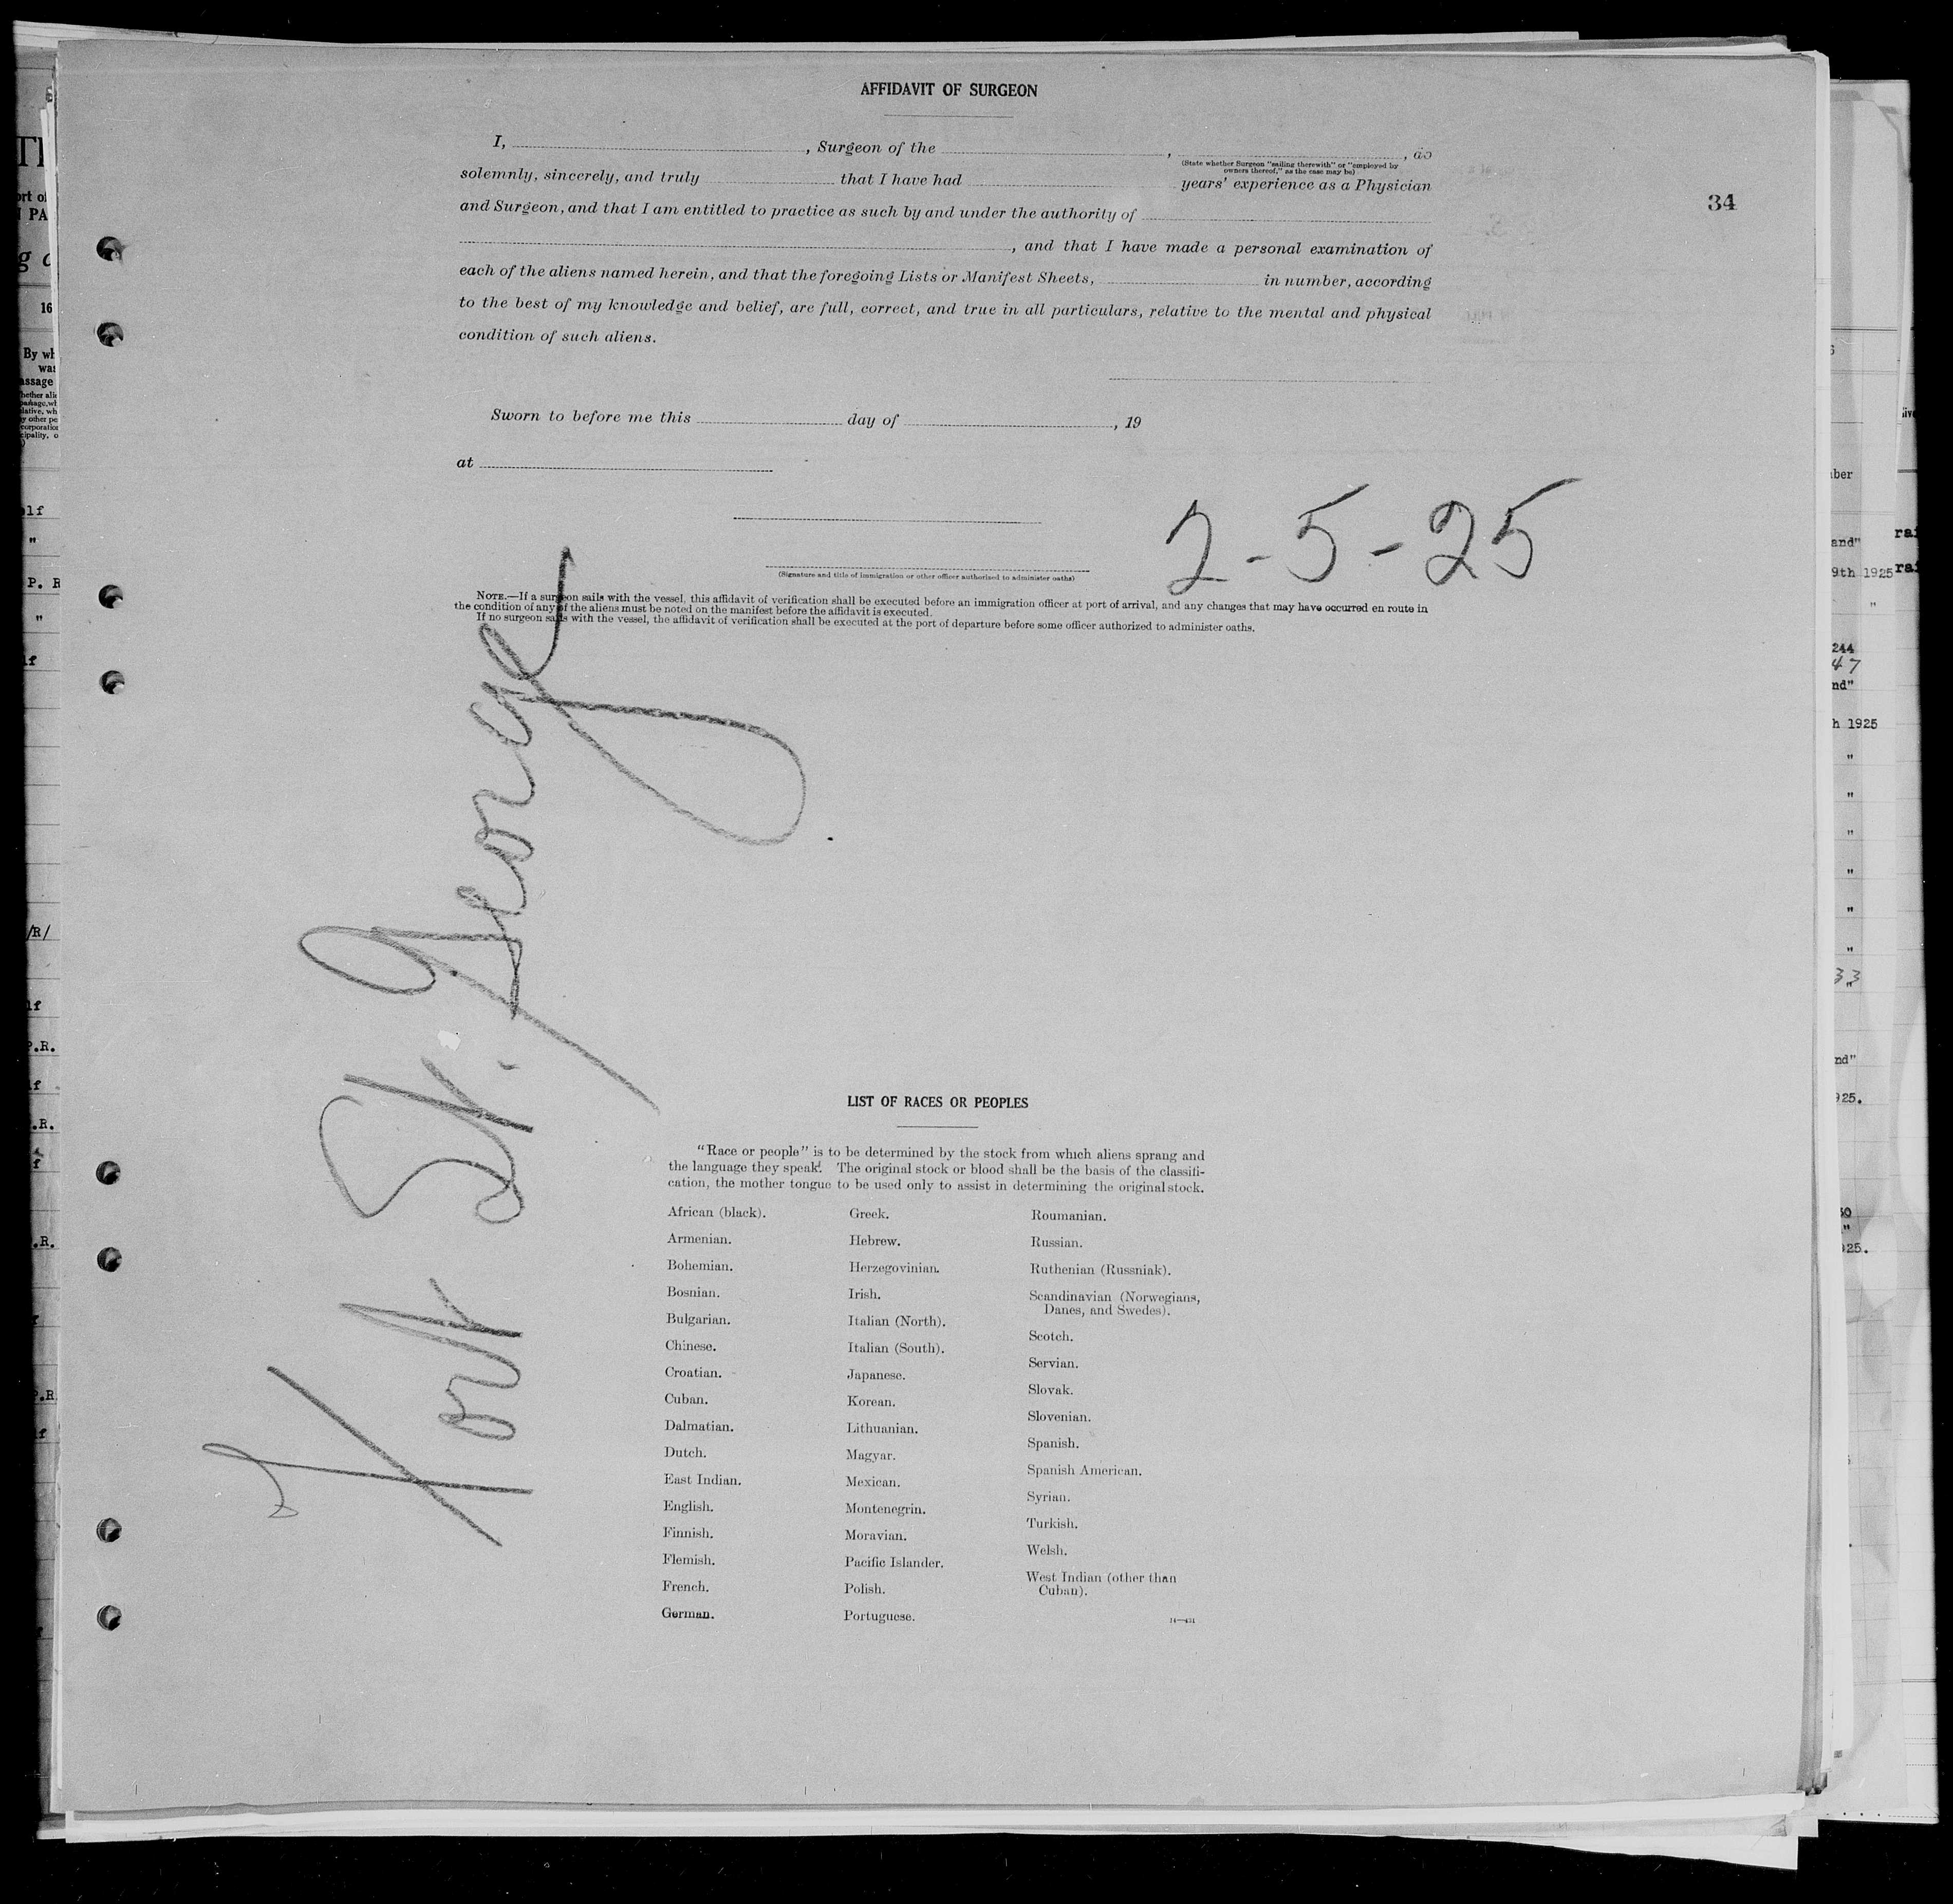 AFFIDAVIT OF SURGEON
34
I, , Surgeon of the , , do
(State whether Surgeon "sailing therewith" or "employed by owners thereof," as the case may be)
solemnly, sincerely, and truly that I have had years' experience as a Physician
and Surgeon, and that I am entitled to practice as such by and under the authority of
, and that I have made a personal examination of
each of the aliens named herein, and that the foregoing Lists or Manifest Sheets, in number, according
to the best of my knowledge and belief, are full, correct, and true in all particulars, relative to the mental and physical
condition of such aliens.
Sworn to before me this day of , 19
at
2-5-25
(Signature and title of immigration or other officer authorized to administer oaths)
NOTE.—If a surgeon sails with the vessel, this affidavit of verification shall be executed before an immigration officer at port of arrival, and any changes that may have occurred en route in
the condition of any of the aliens must be noted on the manifest before the affidavit is executed.
If no surgeon sails with the vessel, the affidavit of verification shall be executed at the port of departure before some officer authorized to administer oaths.
Fort St. George
LIST OF RACES OR PEOPLES
"Race or people" is to be determined by the stock from which aliens sprang and
the language they speak. The original stock or blood shall be the basis of the classifi-
cation, the mother tongue to be used only to assist in determining the original stock.
African (black).
Armenian.
Bohemian.
Bosnian.
Bulgarian.
Chinese.
Croatian.
Cuban.
Dalmatian.
Dutch.
East Indian.
English.
Finnish.
Flemish.
French.
German.
Greek.
Hebrew.
Herzegovinian.
Irish.
Italian (North).
Italian (South).
Japanese.
Korean.
Lithuanian.
Magyar.
Mexican.
Montenegrin.
Moravian.
Pacific Islander.
Polish.
Portuguese.
Roumanian.
Russian.
Ruthenian (Russniak).
Scandinavian (Norwegians,
Danes, and Swedes).
Scotch.
Servian.
Slovak.
Slovenian.
Spanish.
Spanish American.
Syrian.
Turkish.
Welsh.
West Indian (other than
Cuban).